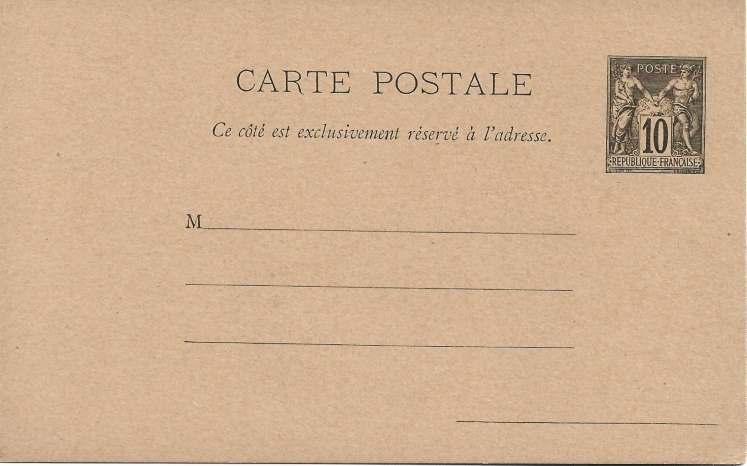 CARTE POSTALE
Ce côté est exclusivement réservé à l'adresse.
POSTE
10
REPUBLIQUE FRANÇAISE
M